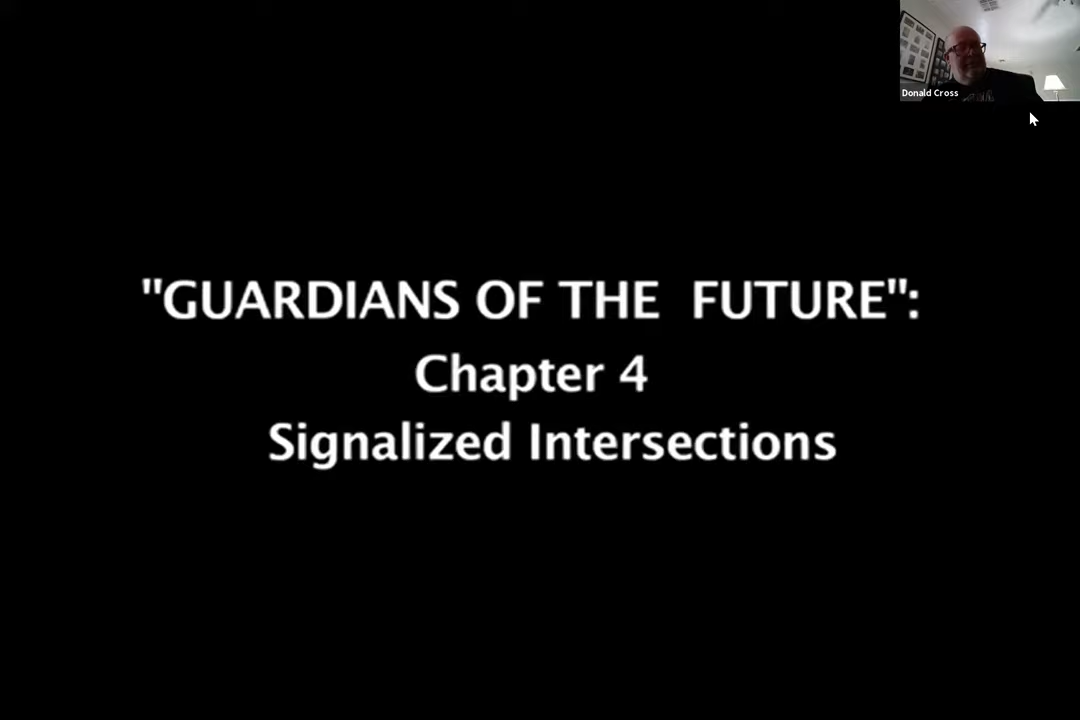 Donald Cross
"GUARDIANS OF THE  FUTURE":
Chapter 4
Signalized Intersections